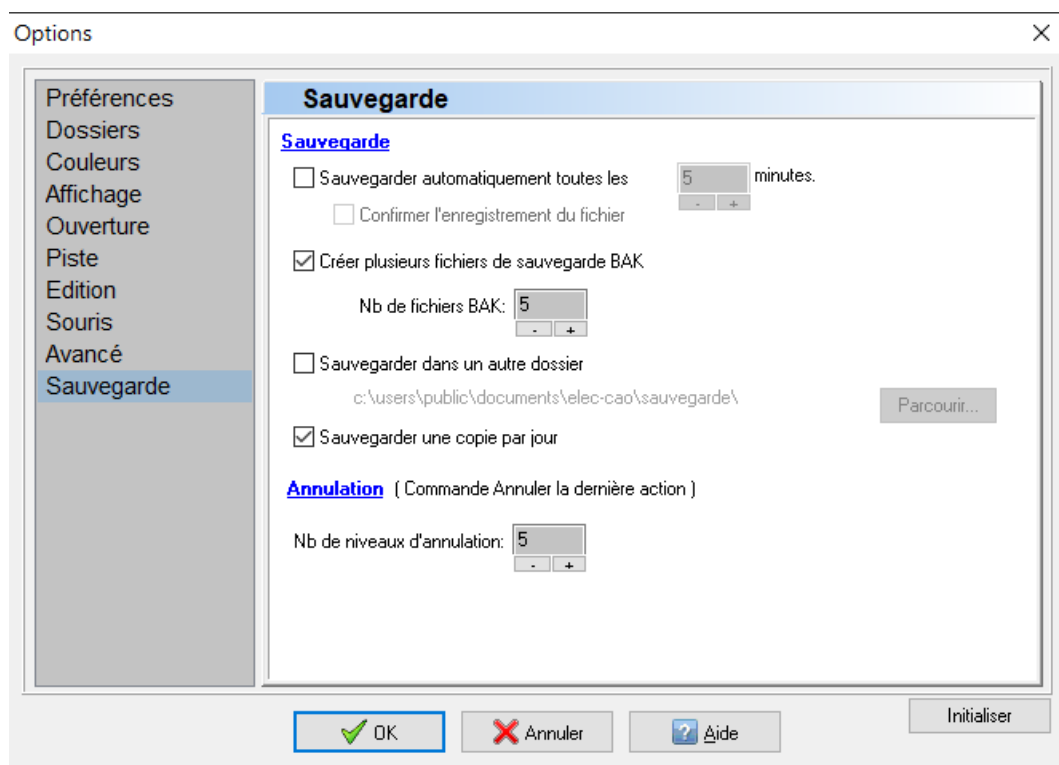 Options
Préférences
Dossiers
Couleurs
Affichage
Ouverture
Piste
Edition
Souris
Avancé
Sauvegarde
Sauvegarde
Sauvegarde
Sauvegarder automatiquement toutes les 5 minutes.
- +
Confirmer l'enregistrement du fichier
Créer plusieurs fichiers de sauvegarde BAK
Nb de fichiers BAK: 5
- +
Sauvegarder dans un autre dossier
c:\users\public\documents\elec-cao\sauvegarde\
Parcourir...
Sauvegarder une copie par jour
Annulation ( Commande Annuler la dernière action )
Nb de niveaux d'annulation: 5
- +
OK Annuler ? Aide Initialiser